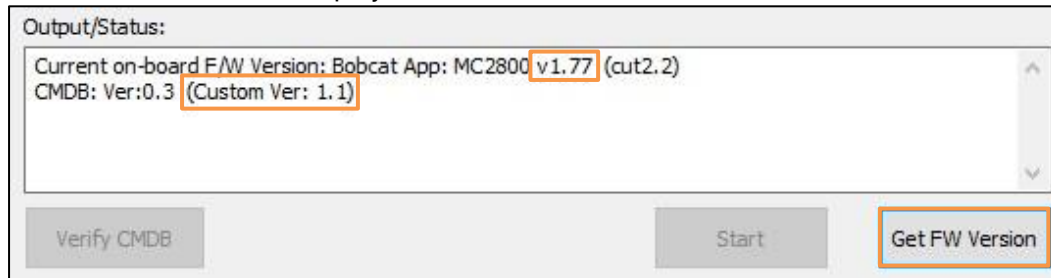 Output/Status:
Current on-board F/W Version: Bobcat App: MC2800 v1.77 (cut2.2)
CMDB: Ver:0.3 (Custom Ver: 1.1)
Verify CMDB Start Get FW Version